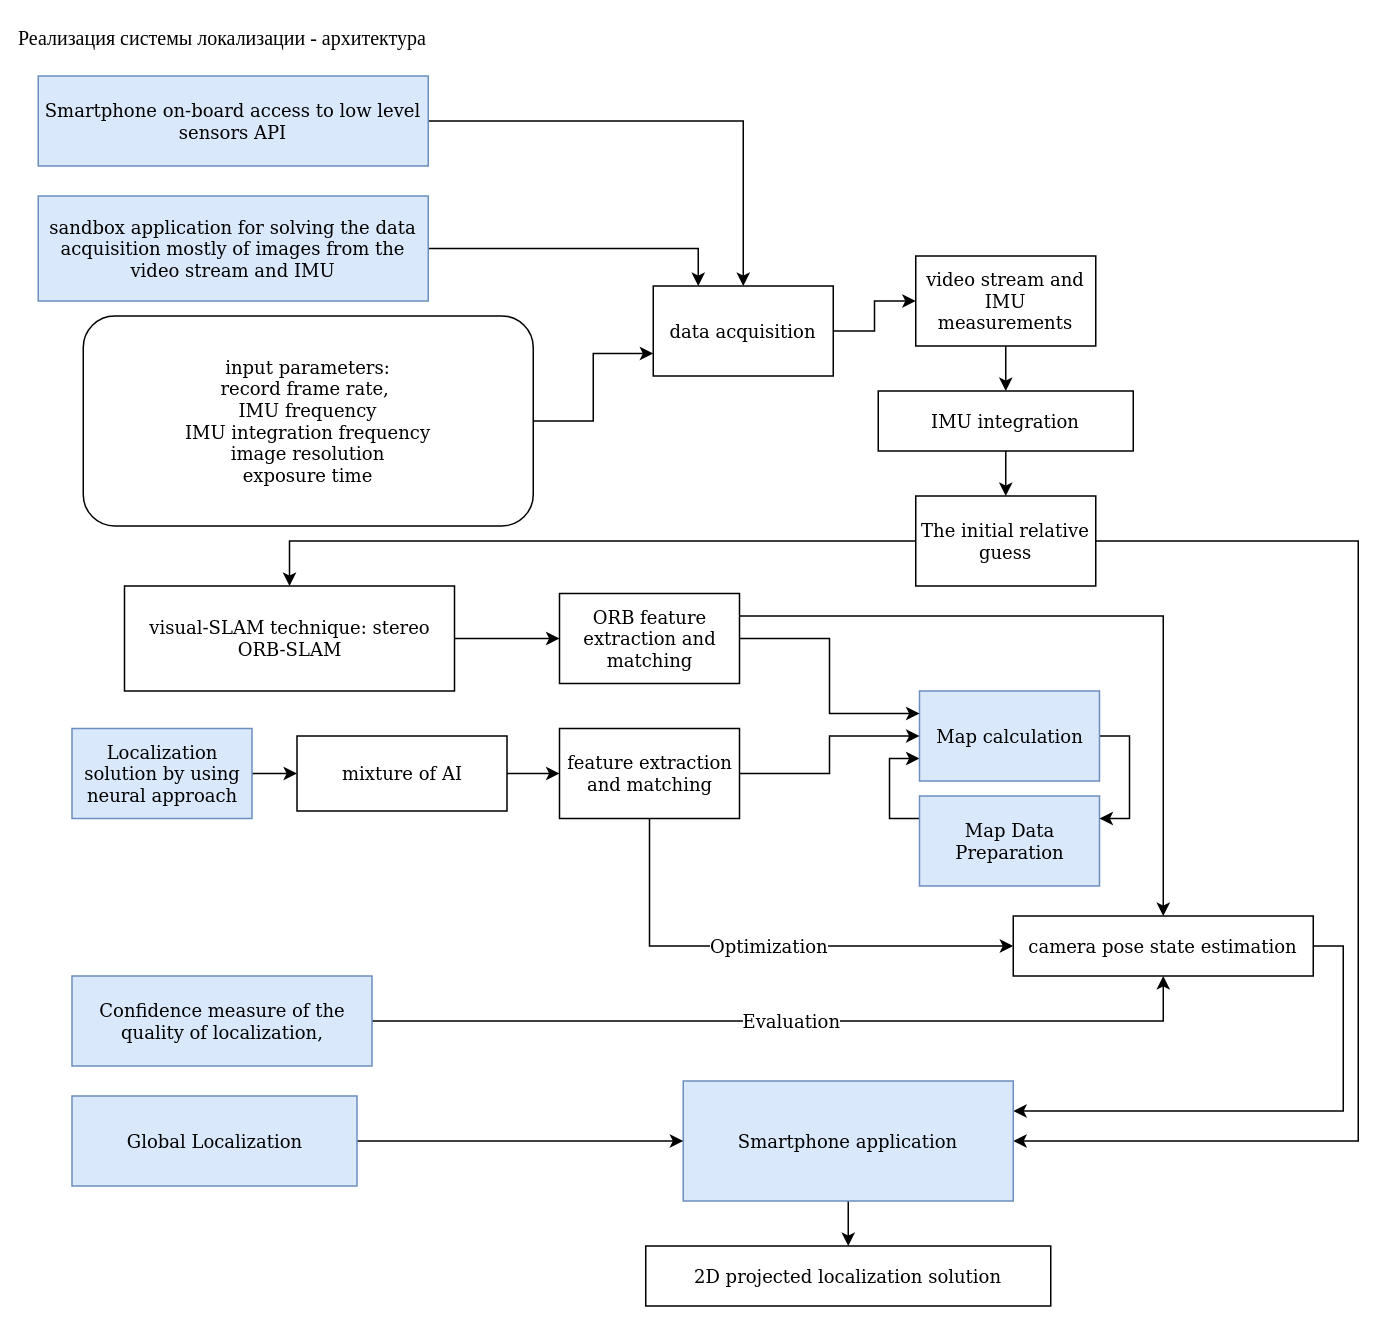 Реализация системы локализации - архитектура
Smartphone on-board access to low level
sensors API
sandbox application for solving the data
acquisition mostly of images from the
video stream and IMU
data acquisition
video stream and
IMU
measurements
input parameters:
record frame rate,
IMU frequency
IMU integration frequency
image resolution
exposure time
IMU integration
The initial relative
guess
visual-SLAM technique: stereo
ORB-SLAM
ORB feature
extraction and
matching
Localization
solution by using
neural approach
mixture of AI
feature extraction
and matching
Map calculation
Map Data
Preparation
Optimization
camera pose state estimation
Confidence measure of the
quality of localization,
Evaluation
Global Localization
Smartphone application
2D projected localization solution